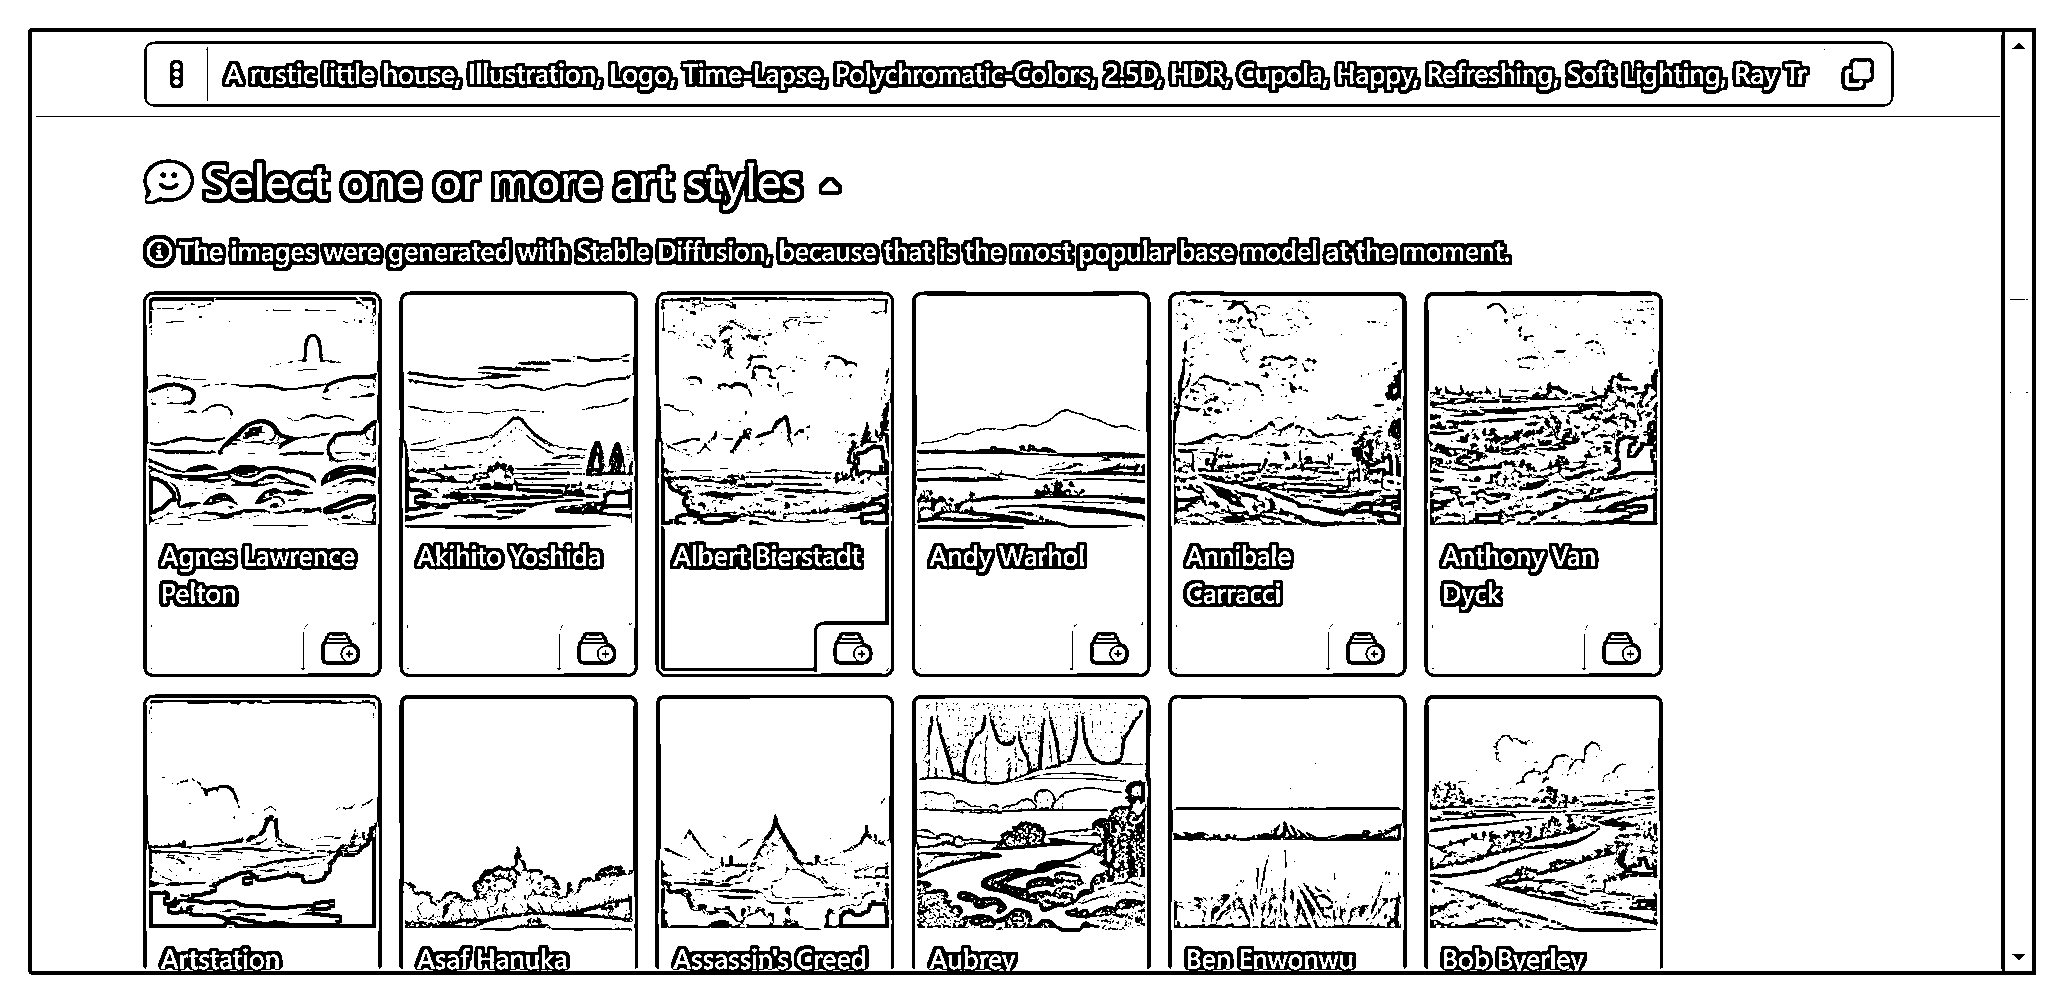 A rustic little house, Illustration, Logo, Time-Lapse, Polychromatic-Colors, 2.5D, HDR, Cupola, Happy, Refreshing, Soft Lighting, Ray Tr
Select one or more art styles
The images were generated with Stable Diffusion, because that is the most popular base model at the moment.
Agnes Lawrence Pelton
Akihito Yoshida
Albert Bierstadt
Andy Warhol
Annibale Carracci
Anthony Van Dyck
Artstation
Asaf Hanuka
Assassin's Creed
Aubrey
Ben Enwonwu
Bob Byerley